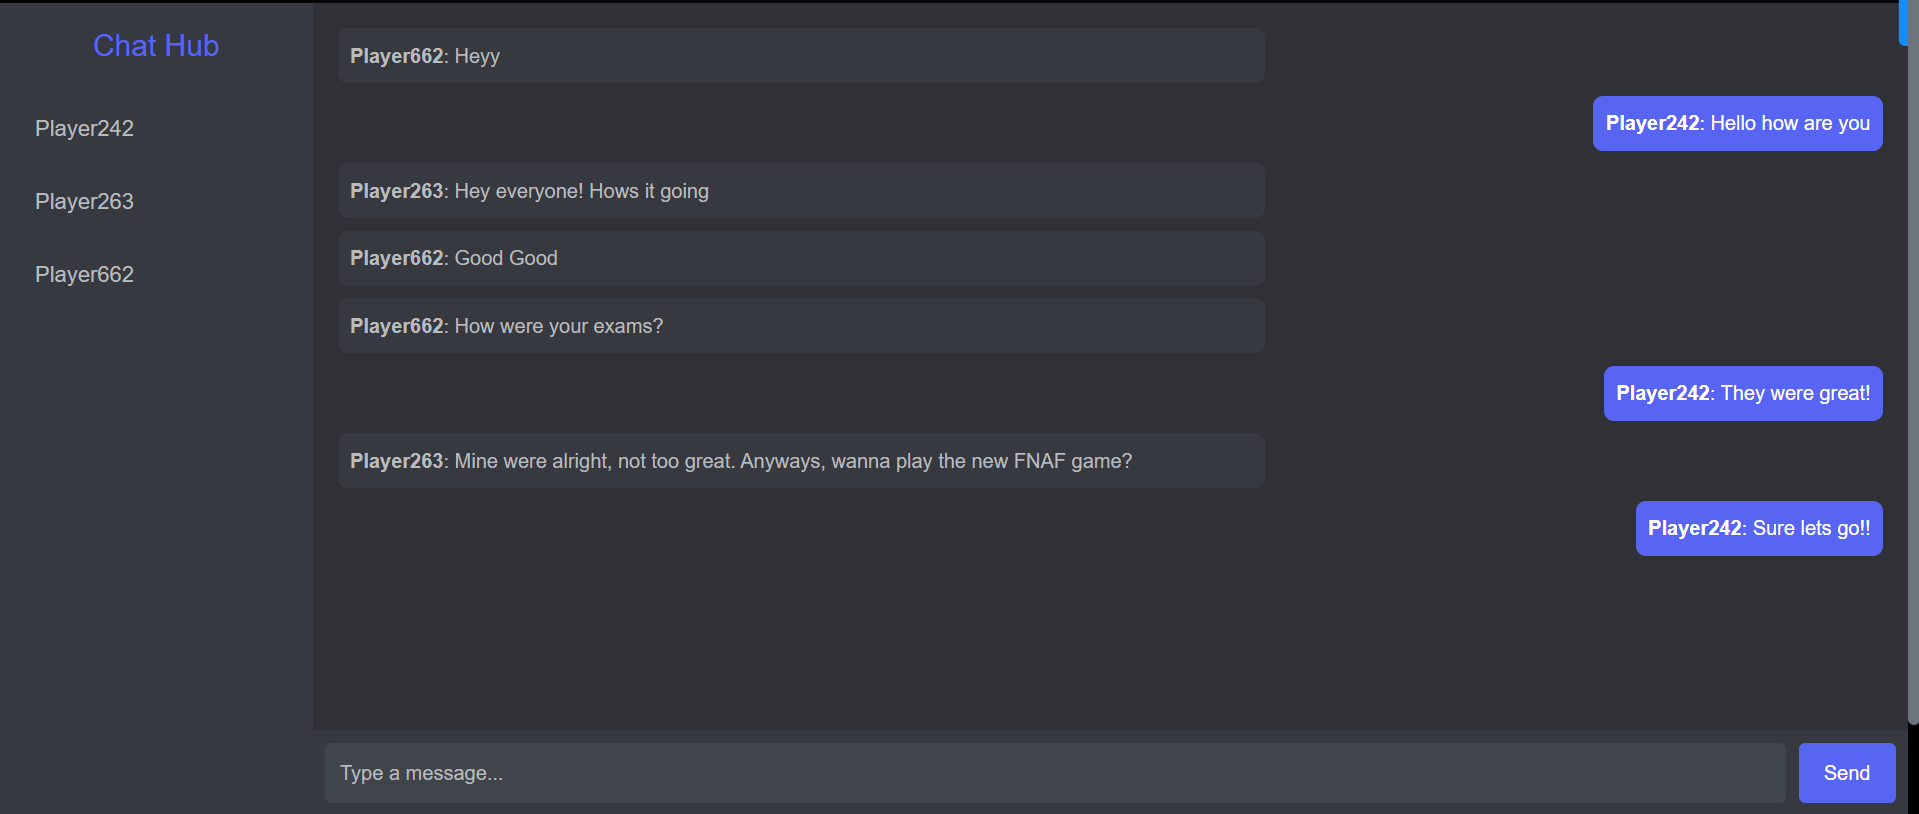 Chat Hub
Player242
Player263
Player662
Player662: Heyy
Player242: Hello how are you
Player263: Hey everyone! Hows it going
Player662: Good Good
Player662: How were your exams?
Player242: They were great!
Player263: Mine were alright, not too great. Anyways, wanna play the new FNAF game?
Player242: Sure lets go!!
Type a message...
Send